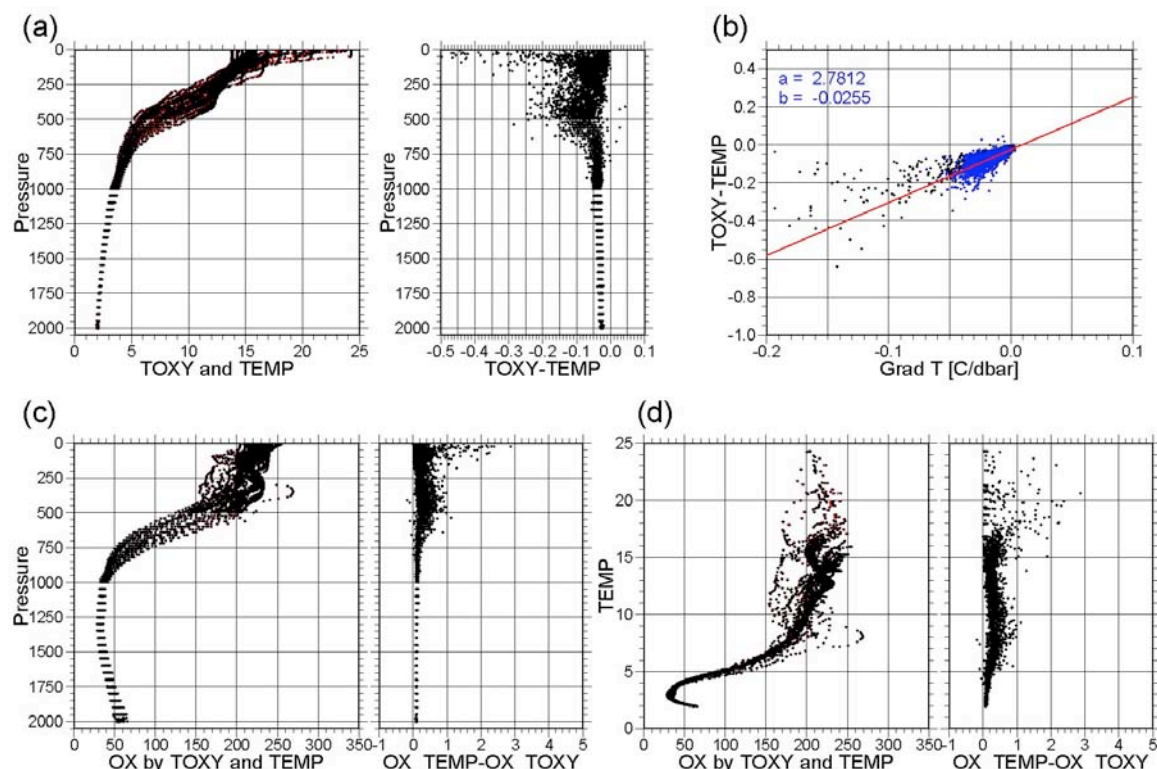 (a)
0
250
500
750
1000
1250
1500
1750
2000
Pressure
0 5 10 15 20 25
TOXY and TEMP
0
250
500
750
1000
1250
1500
1750
2000
Pressure
-0.5 -0.4 -0.3 -0.2 -0.1 0.0 0.1
TOXY-TEMP
(b)
a = 2.7812
b = -0.0255
0.4
0.2
0.0
-0.2
-0.4
-0.6
-0.8
-1.0
TOXY-TEMP
-0.2 -0.1 0.0 0.1
Grad T [C/dbar]
(c)
0
250
500
750
1000
1250
1500
1750
2000
Pressure
0 50 100 150 200 250 300 350
OX by TOXY and TEMP
-1 0 1 2 3 4 5
OX TEMP-OX TOXY
(d)
25
20
15
10
5
0
TEMP
0 50 100 150 200 250 300 350
OX by TOXY and TEMP
-1 0 1 2 3 4 5
OX TEMP-OX TOXY